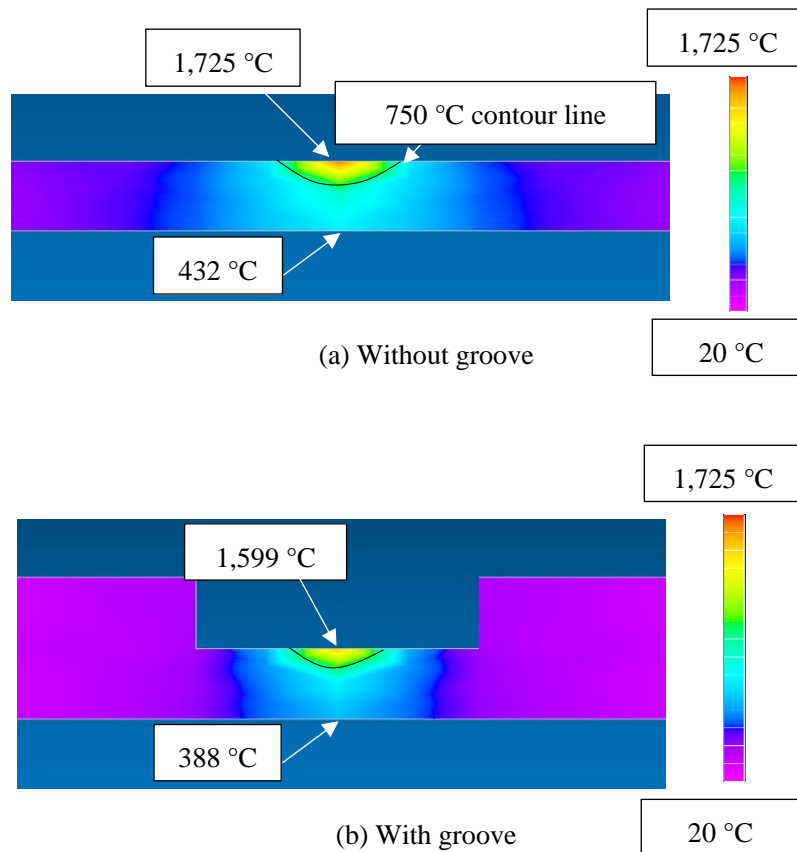 1,725 °C
1,725 °C
750 °C contour line
432 °C
20 °C
(a) Without groove
1,725 °C
1,599 °C
388 °C
20 °C
(b) With groove